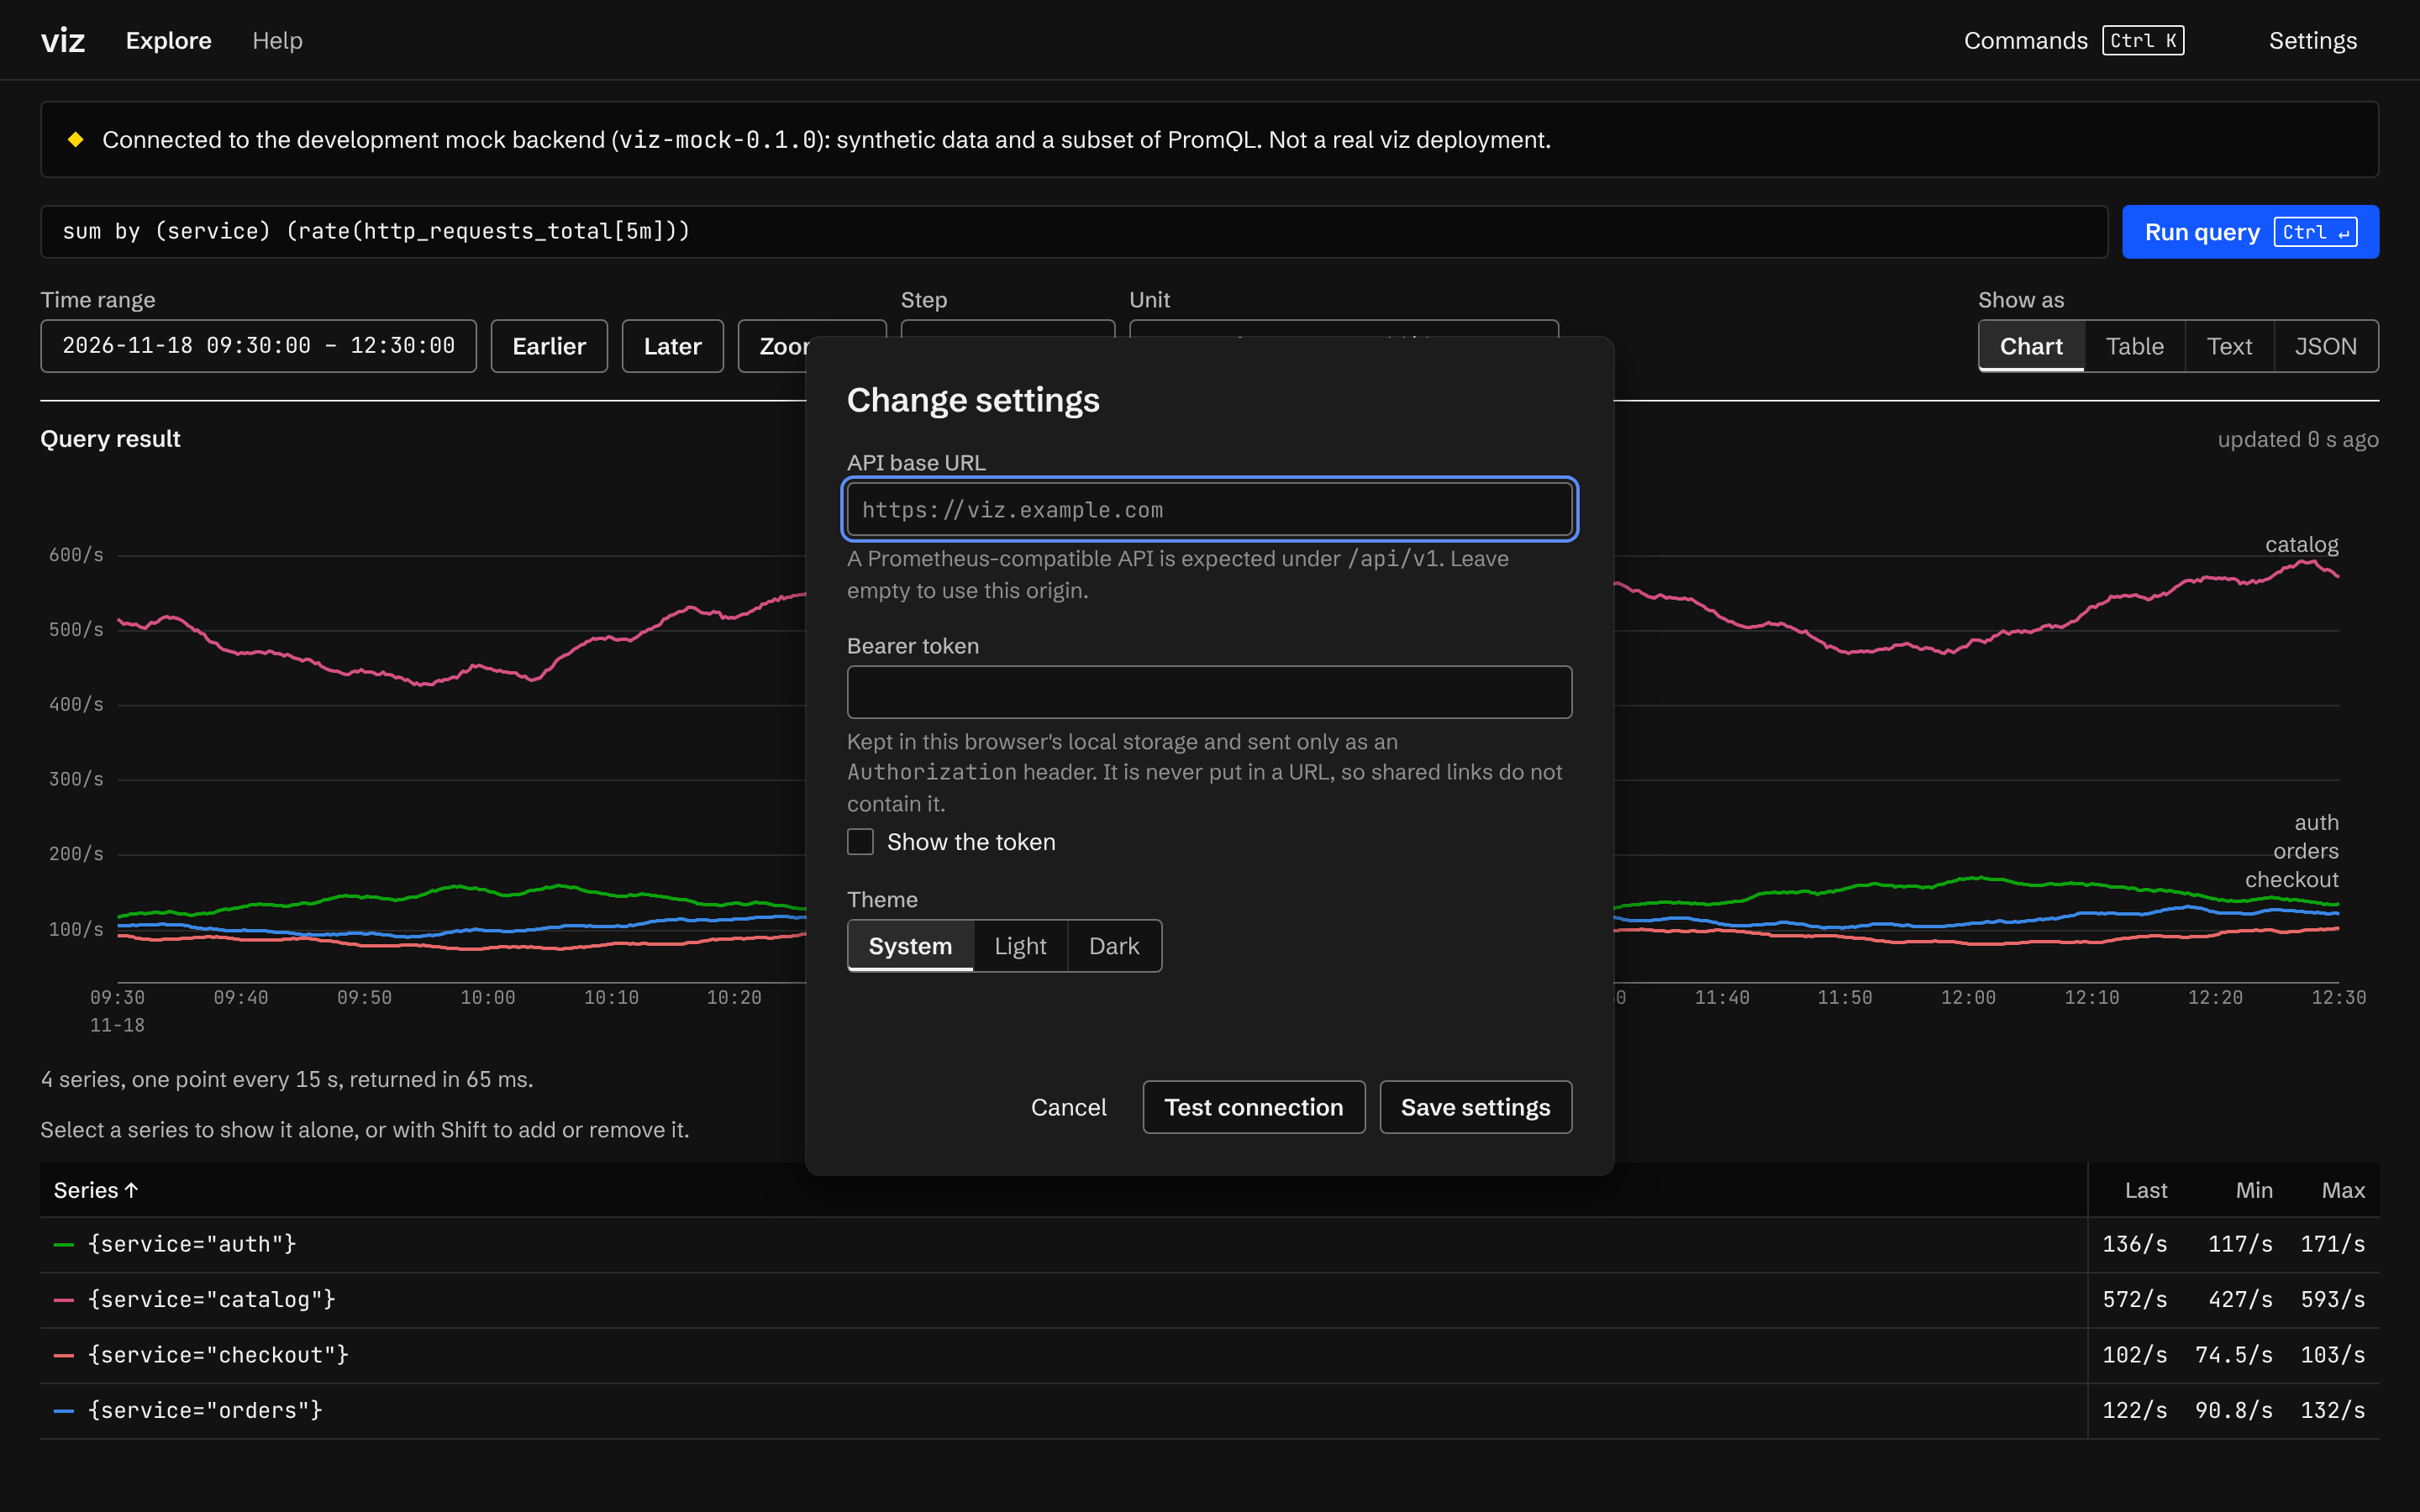 viz Explore Help Commands Ctrl K Settings
Connected to the development mock backend (viz-mock-0.1.0): synthetic data and a subset of PromQL. Not a real viz deployment.
sum by (service) (rate(http_requests_total[5m])) Run query Ctrl ↵
Time range Step Unit Show as
2026-11-18 09:30:00 – 12:30:00 Earlier Later Chart Table Text JSON
Query result updated 0 s ago
Change settings
API base URL
https://viz.example.com
A Prometheus-compatible API is expected under /api/v1. Leave
empty to use this origin.
Bearer token
Kept in this browser's local storage and sent only as an
Authorization header. It is never put in a URL, so shared links do not
contain it.
Show the token
Theme
System Light Dark
Cancel Test connection Save settings
600/s
500/s
400/s
300/s
200/s
100/s
catalog
auth
orders
checkout
09:30 09:40 09:50 10:00 10:10 10:20 11:40 11:50 12:00 12:10 12:20 12:30
11-18
4 series, one point every 15 s, returned in 65 ms.
Select a series to show it alone, or with Shift to add or remove it.
Series ↑ Last Min Max
{service="auth"} 136/s 117/s 171/s
{service="catalog"} 572/s 427/s 593/s
{service="checkout"} 102/s 74.5/s 103/s
{service="orders"} 122/s 90.8/s 132/s